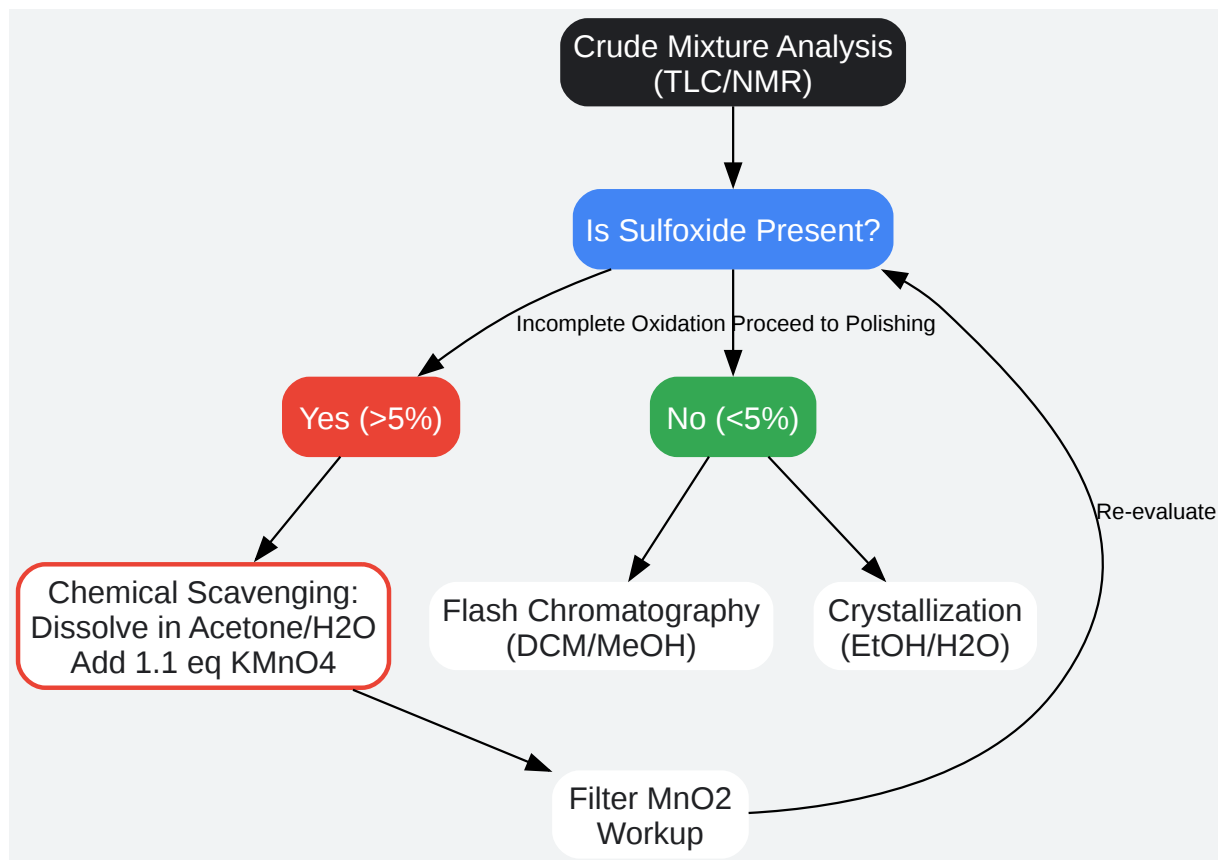 Crude Mixture Analysis
(TLC/NMR)
Is Sulfoxide Present?
Incomplete Oxidation
Proceed to Polishing
Yes (>5%)
No (<5%)
Re-evaluate
Chemical Scavenging:
Dissolve in Acetone/H2O
Add 1.1 eq KMnO4
Flash Chromatography
(DCM/MeOH)
Crystallization
(EtOH/H2O)
Filter MnO2
Workup